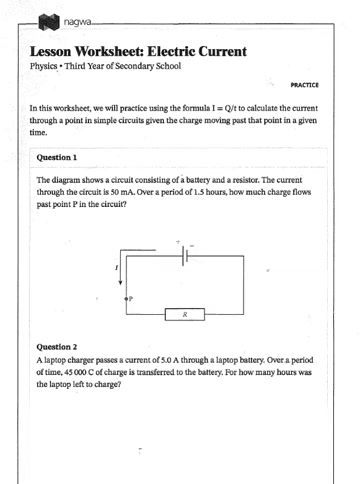 nagwa
Lesson Worksheet: Electric Current
Physics • Third Year of Secondary School
PRACTICE
In this worksheet, we will practice using the formula I = Q/t to calculate the current
through a point in simple circuits given the charge moving past that point in a given
time.
Question 1
The diagram shows a circuit consisting of a battery and a resistor. The current
through the circuit is 50 mA. Over a period of 1.5 hours, how much charge flows
past point P in the circuit?
+ −
I
P
R
Question 2
A laptop charger passes a current of 5.0 A through a laptop battery. Over a period
of time, 45 000 C of charge is transferred to the battery. For how many hours was
the laptop left to charge?